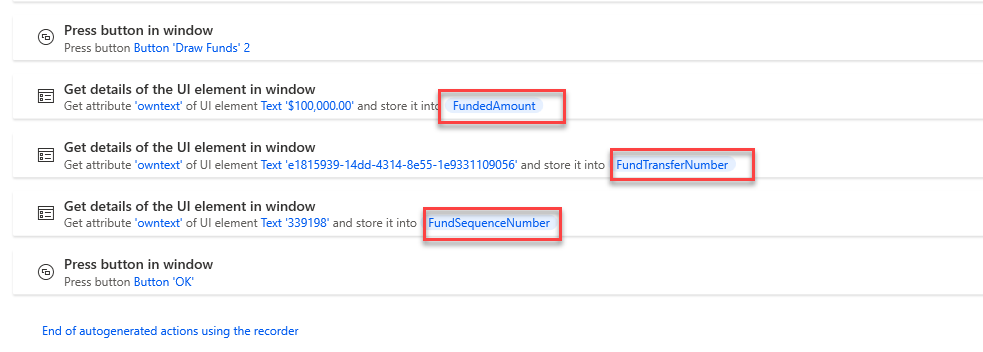 Press button in window
Press button Button 'Draw Funds' 2
Get details of the UI element in window
Get attribute 'owntext' of UI element Text '$100,000.00' and store it into FundedAmount
Get details of the UI element in window
Get attribute 'owntext' of UI element Text 'e1815939-14dd-4314-8e55-1e9331109056' and store it into FundTransferNumber
Get details of the UI element in window
Get attribute 'owntext' of UI element Text '339198' and store it into FundSequenceNumber
Press button in window
Press button Button 'OK'
End of autogenerated actions using the recorder